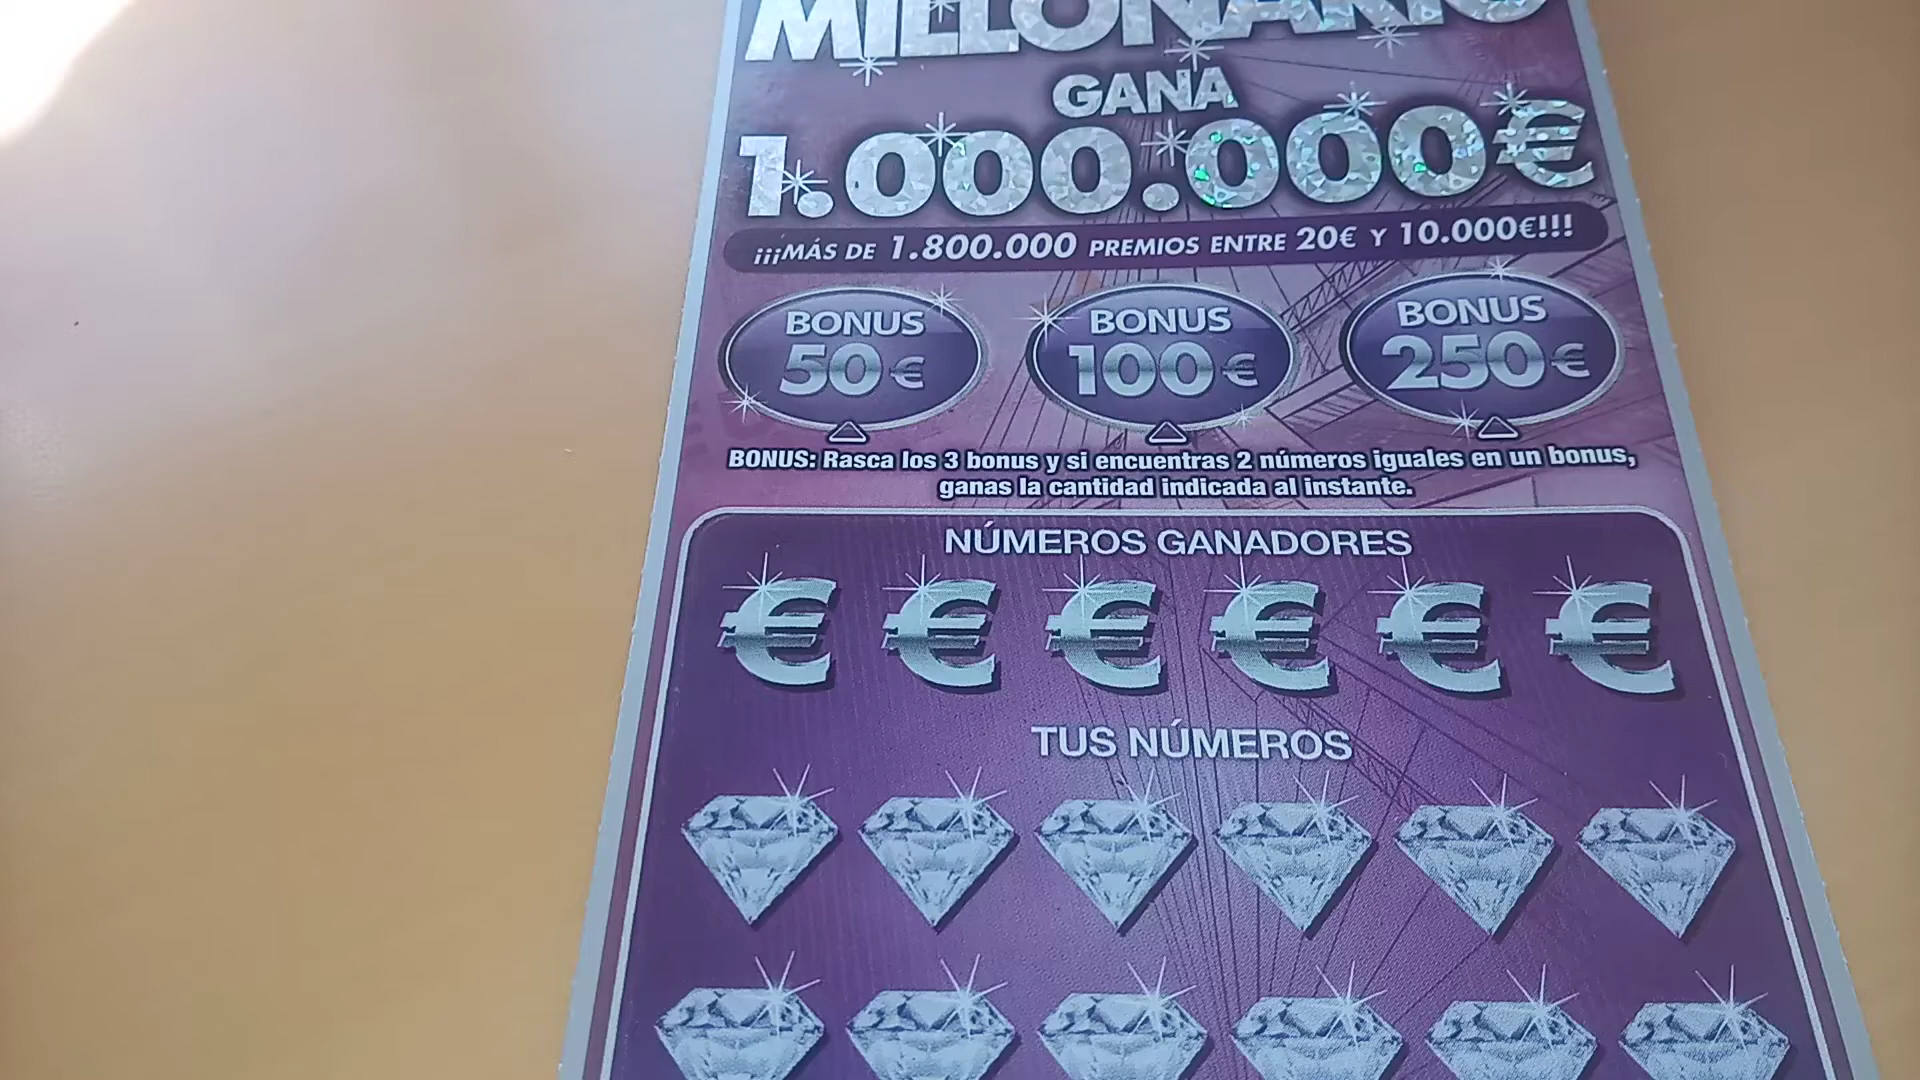 MILLONARIO
GANA
1.000.000€
¡¡¡MÁS DE 1.800.000 PREMIOS ENTRE 20€ Y 10.000€!!!
BONUS
50€
BONUS
100€
BONUS
250€
BONUS: Rasca los 3 bonus y si encuentras 2 números iguales en un bonus,
ganas la cantidad indicada al instante.
NÚMEROS GANADORES
€ € € € € €
TUS NÚMEROS